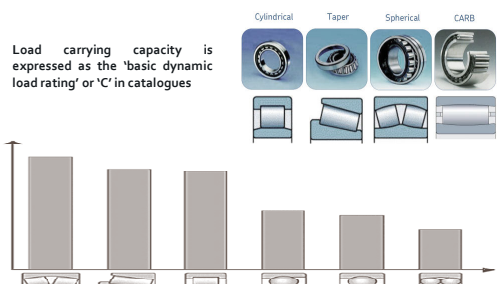 Cylindrical Taper Spherical CARB
Load carrying capacity is
expressed as the ‘basic dynamic
load rating’ or ‘C’ in catalogues